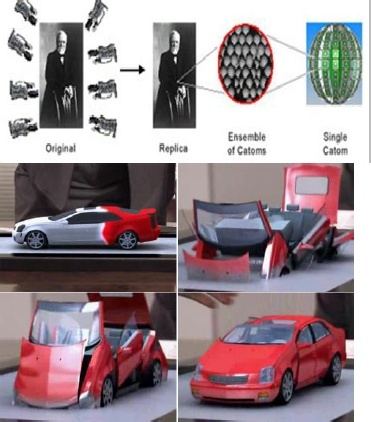 Original
Replica
Ensemble
of Catoms
Single
Catom